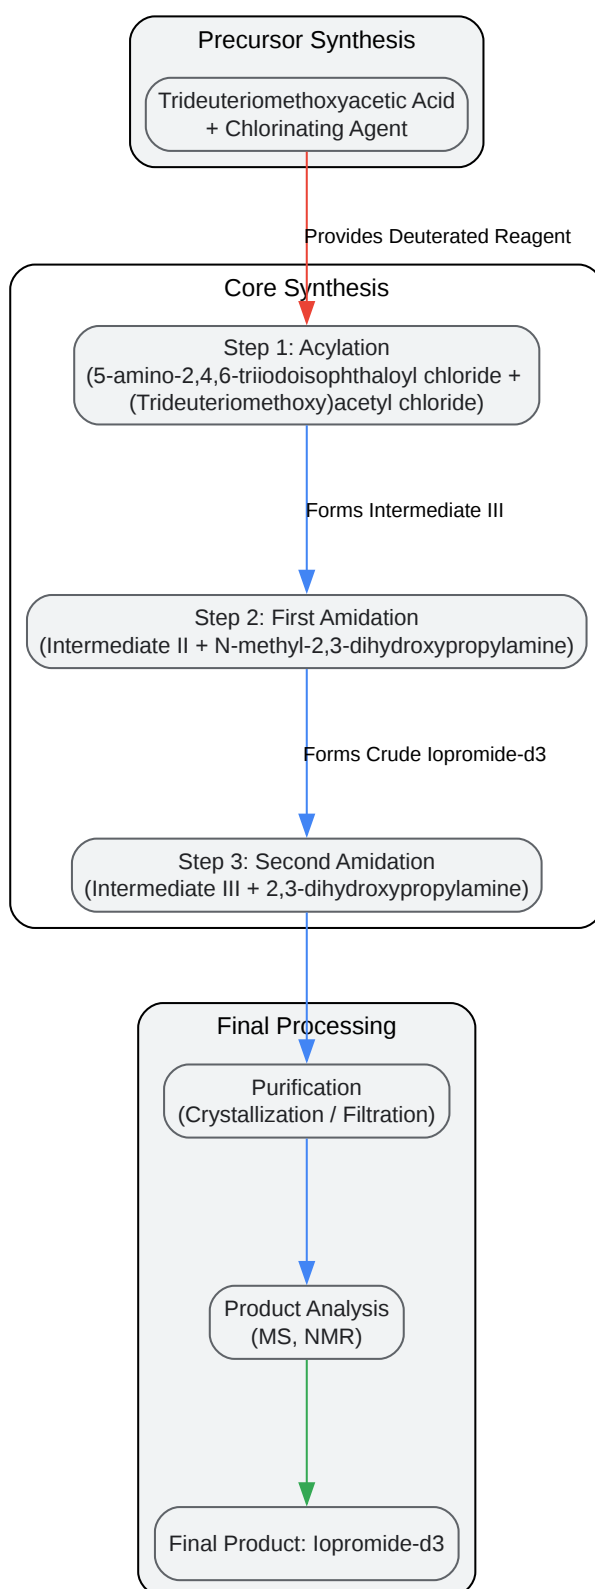 Precursor Synthesis
Trideuteriomethoxyacetic Acid
+ Chlorinating Agent
Provides Deuterated Reagent
Core Synthesis
Step 1: Acylation
(5-amino-2,4,6-triiodoisophthaloyl chloride +
(Trideuteriomethoxy)acetyl chloride)
Forms Intermediate III
Step 2: First Amidation
(Intermediate II + N-methyl-2,3-dihydroxypropylamine)
Forms Crude Iopromide-d3
Step 3: Second Amidation
(Intermediate III + 2,3-dihydroxypropylamine)
Final Processing
Purification
(Crystallization / Filtration)
Product Analysis
(MS, NMR)
Final Product: Iopromide-d3